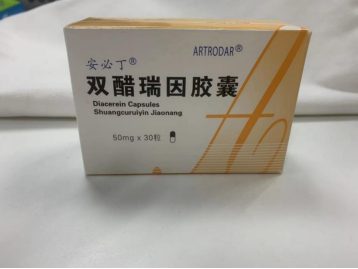 ARTRODAR®
安必丁®
双醋瑞因胶囊
Diacerein Capsules
Shuangcuruiyin Jiaonang
50mg x 30粒